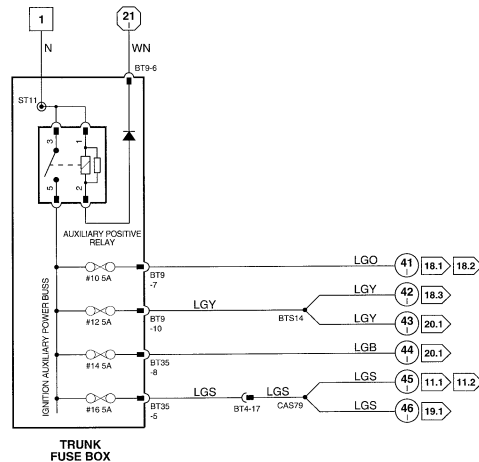 1
21
N
WN
BT9-6
ST11
3
1
5
2
AUXILIARY POSITIVE
RELAY
IGNITION AUXILIARY POWER BUSS
#10 5A
BT9
-7
LGO
41
I
18.1
18.2
#12 5A
BT9
-10
LGY
BTS14
LGY
42
I
18.3
LGY
43
I
20.1
#14 5A
BT35
-8
LGB
44
I
20.1
#16 5A
BT35
-5
LGS
BT4-17
LGS
CAS79
LGS
45
I
11.1
11.2
LGS
46
I
19.1
TRUNK
FUSE BOX